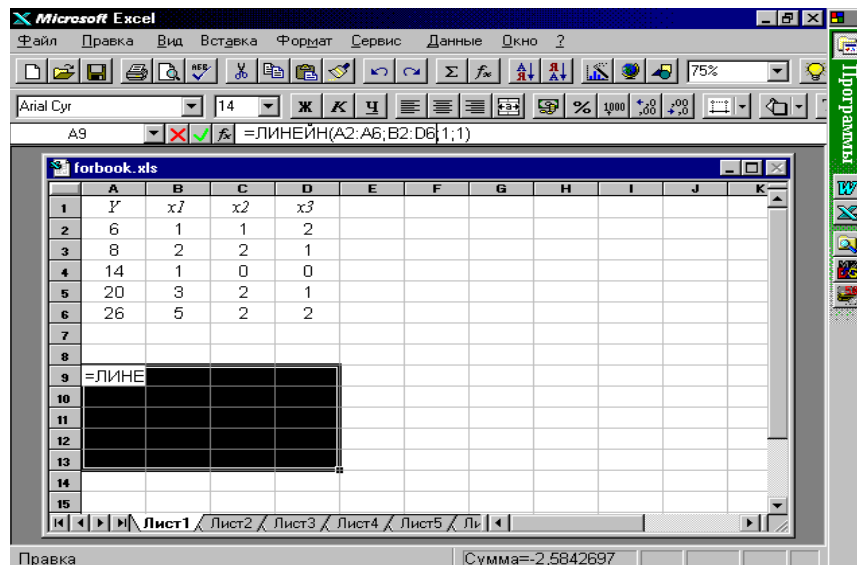 Microsoft Excel
Файл Правка Вид Вставка Формат Сервис Данные Окно ?
75%
Arial Cyr 14 Ж К Ч % 1000 ,00
A9 =ЛИНЕЙН(A2:A6;B2:D6;1;1)
forbook.xls
A B C D E F G H I J K
1 Y x1 x2 x3
2 6 1 1 2
3 8 2 2 1
4 14 1 0 0
5 20 3 2 1
6 26 5 2 2
7
8
9 =ЛИНЕ
10
11
12
13
14
15
Лист1 Лист2 Лист3 Лист4 Лист5 Ли
Правка Сумма=-2,5842697
Программы